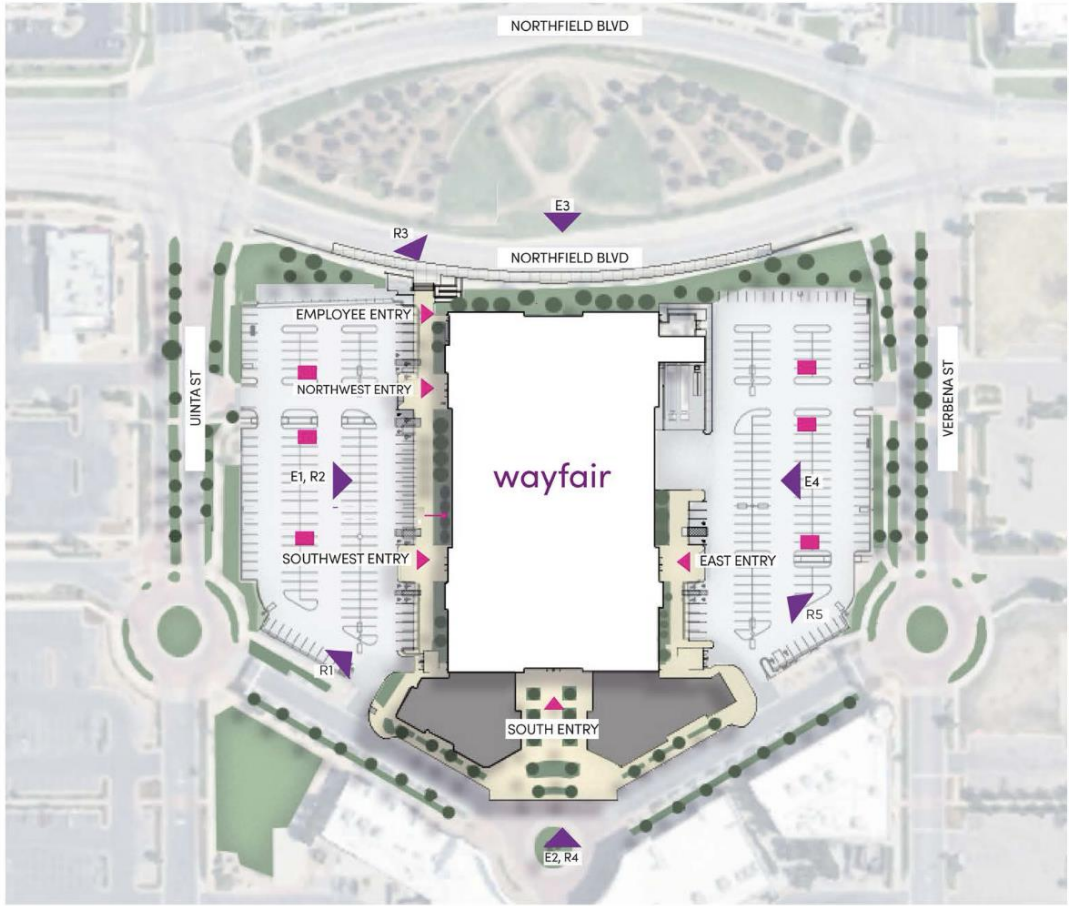 NORTHFIELD BLVD
E3
R3
NORTHFIELD BLVD
EMPLOYEE ENTRY
NORTHWEST ENTRY
UINTA ST
VERBENA ST
wayfair
E1, R2
E4
SOUTHWEST ENTRY
EAST ENTRY
R5
R1
SOUTH ENTRY
E2, R4